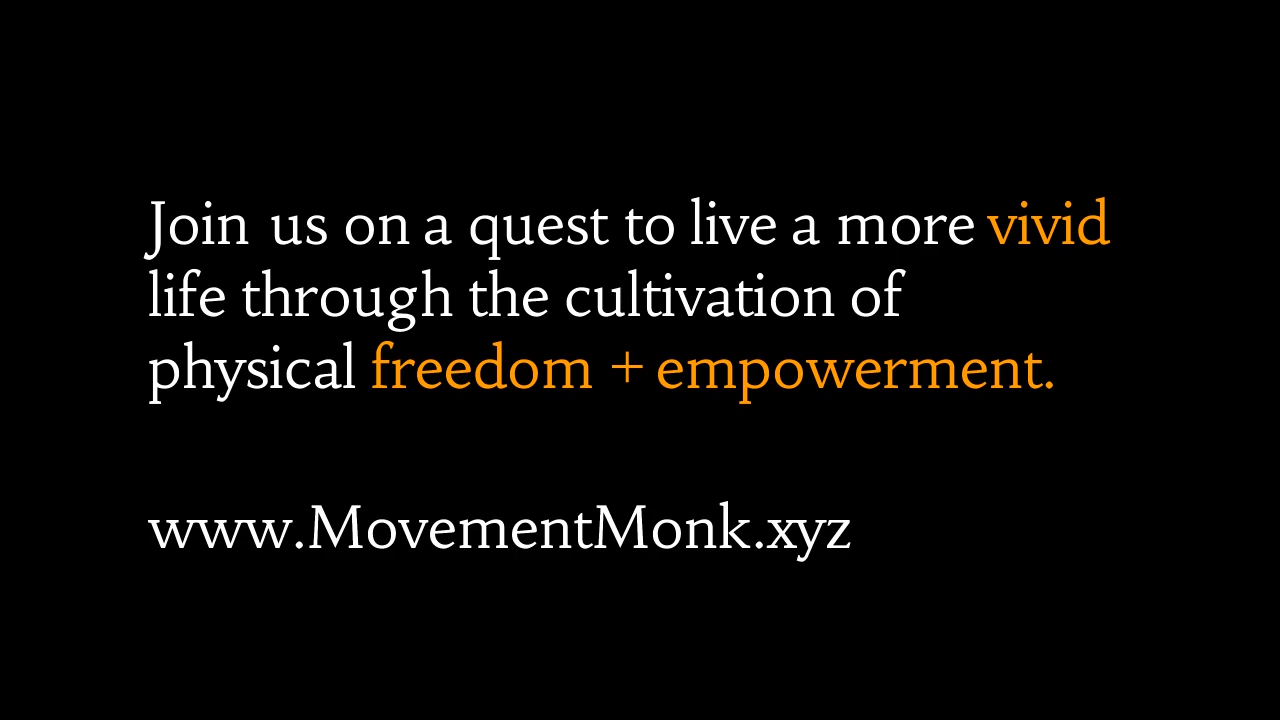 Join us on a quest to live a more vivid
life through the cultivation of
physical freedom + empowerment.
www.MovementMonk.xyz